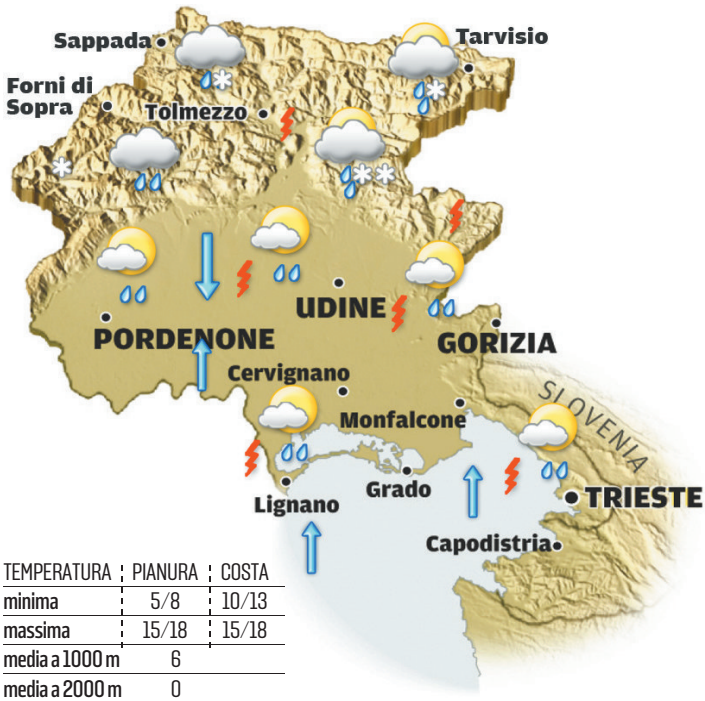 Sappada
Tarvisio
Forni di
Sopra
Tolmezzo
UDINE
PORDENONE
GORIZIA
Cervignano
Monfalcone
SLOVENIA
Grado
Lignano
TRIESTE
Capodistria
TEMPERATURA PIANURA COSTA
minima 5/8 10/13
massima 15/18 15/18
media a 1000 m 6
media a 2000 m 0